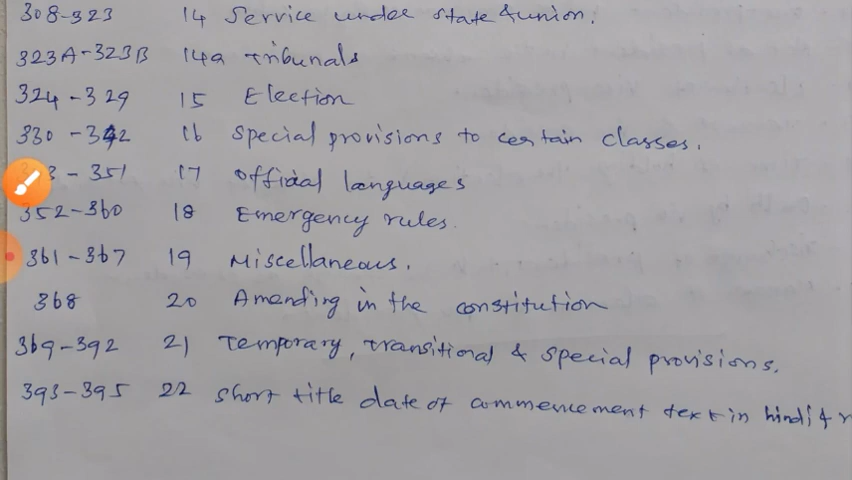 308-323 14 Service under State & union.
323A-323B 14a Tribunals
324-329 15 Election
330-342 16 Special provisions to certain classes.
3-351 17 Official languages
352-360 18 Emergency rules.
361-367 19 Miscellaneous.
368 20 Amending in the constitution
369-392 21 Temporary, transitional & special provisions.
393-395 22 short title date of commencement text in hindi &